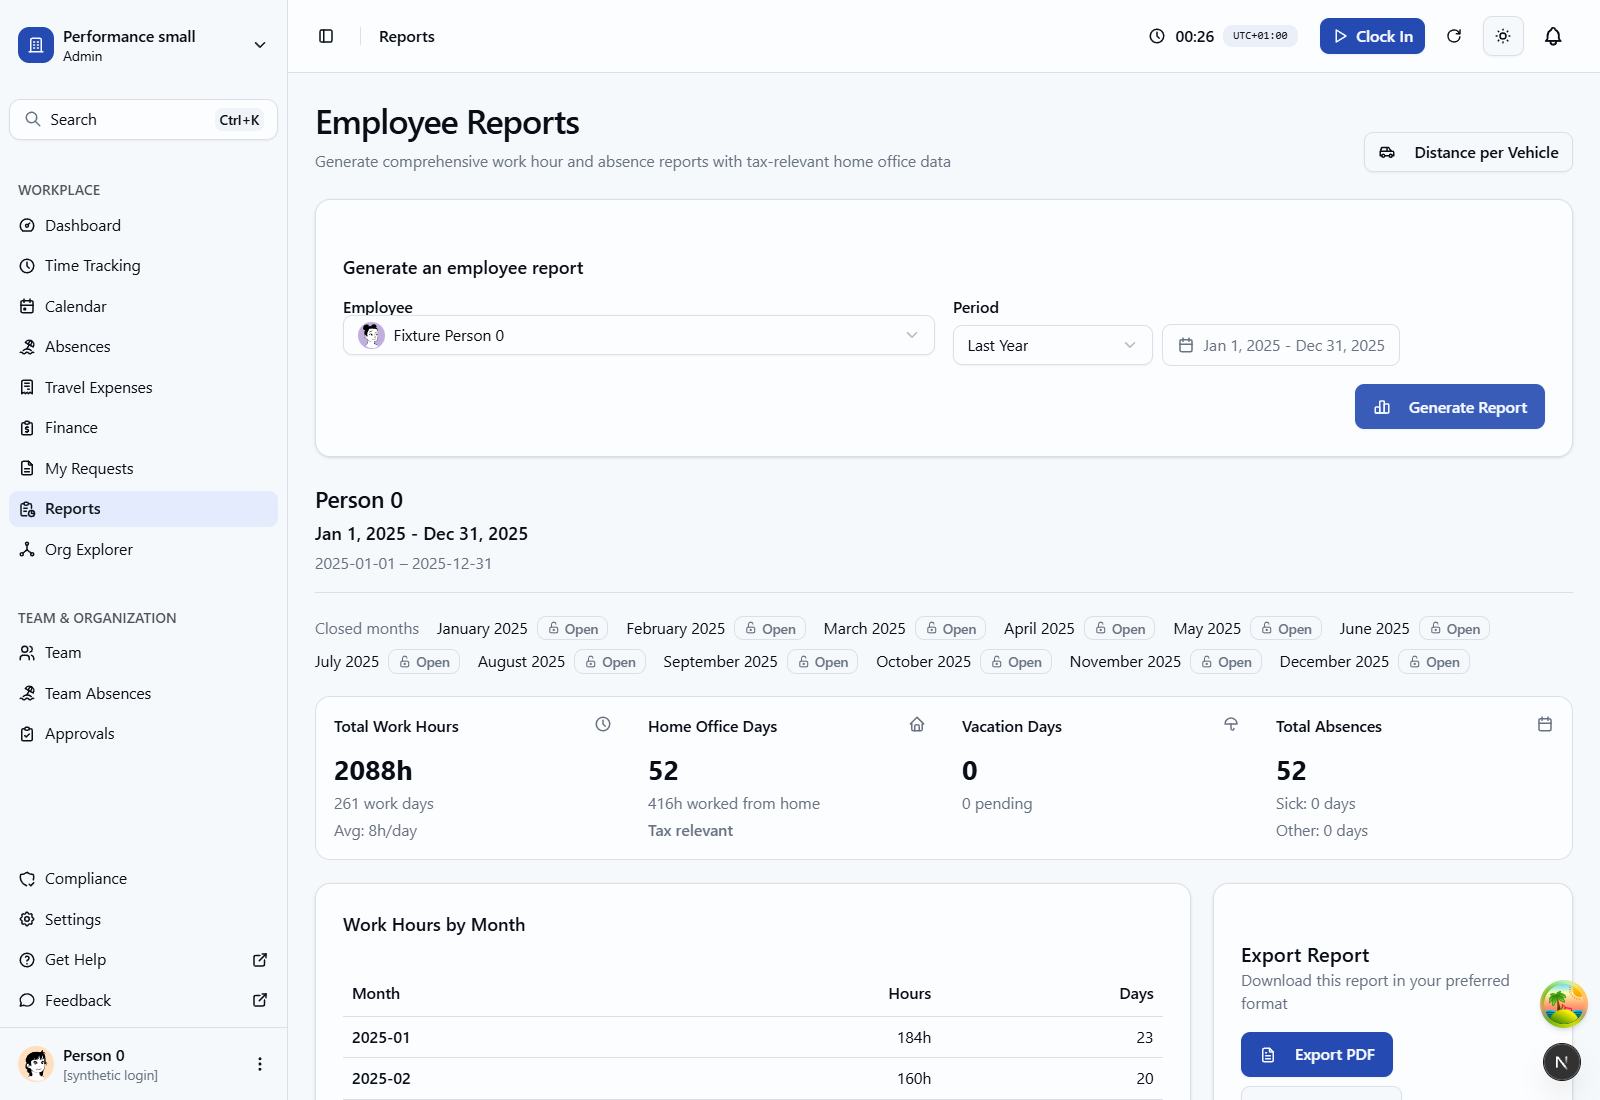 Performance small
Admin
Search
Ctrl+K
WORKPLACE
Dashboard
Time Tracking
Calendar
Absences
Travel Expenses
Finance
My Requests
Reports
Org Explorer
TEAM & ORGANIZATION
Team
Team Absences
Approvals
Compliance
Settings
Get Help
Feedback
Person 0
[synthetic login]
Reports
00:26
UTC+01:00
Clock In
Employee Reports
Generate comprehensive work hour and absence reports with tax-relevant home office data
Distance per Vehicle
Generate an employee report
Employee
Fixture Person 0
Period
Last Year
Jan 1, 2025 - Dec 31, 2025
Generate Report
Person 0
Jan 1, 2025 - Dec 31, 2025
2025-01-01 – 2025-12-31
Closed months January 2025 Open February 2025 Open March 2025 Open April 2025 Open May 2025 Open June 2025 Open
July 2025 Open August 2025 Open September 2025 Open October 2025 Open November 2025 Open December 2025 Open
Total Work Hours
2088h
261 work days
Avg: 8h/day
Home Office Days
52
416h worked from home
Tax relevant
Vacation Days
0
0 pending
Total Absences
52
Sick: 0 days
Other: 0 days
Work Hours by Month
Month Hours Days
2025-01 184h 23
2025-02 160h 20
Export Report
Download this report in your preferred
format
Export PDF
N